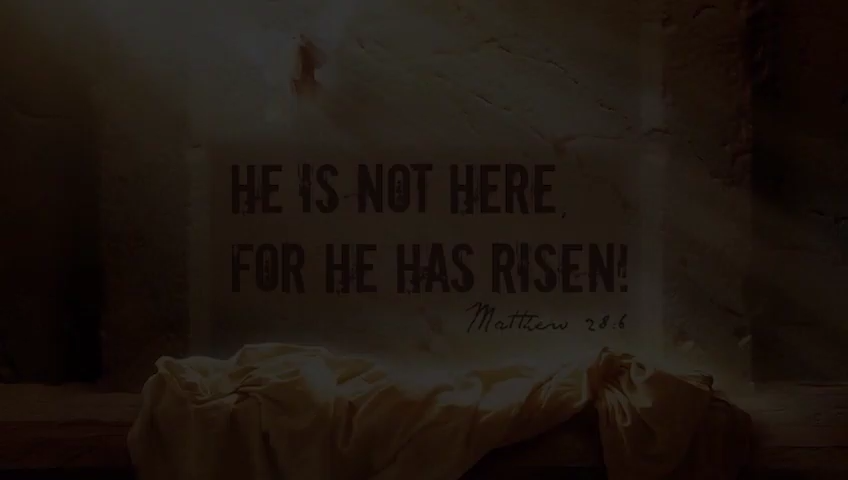 HE IS NOT HERE,
FOR HE HAS RISEN!
Matthew 28:6